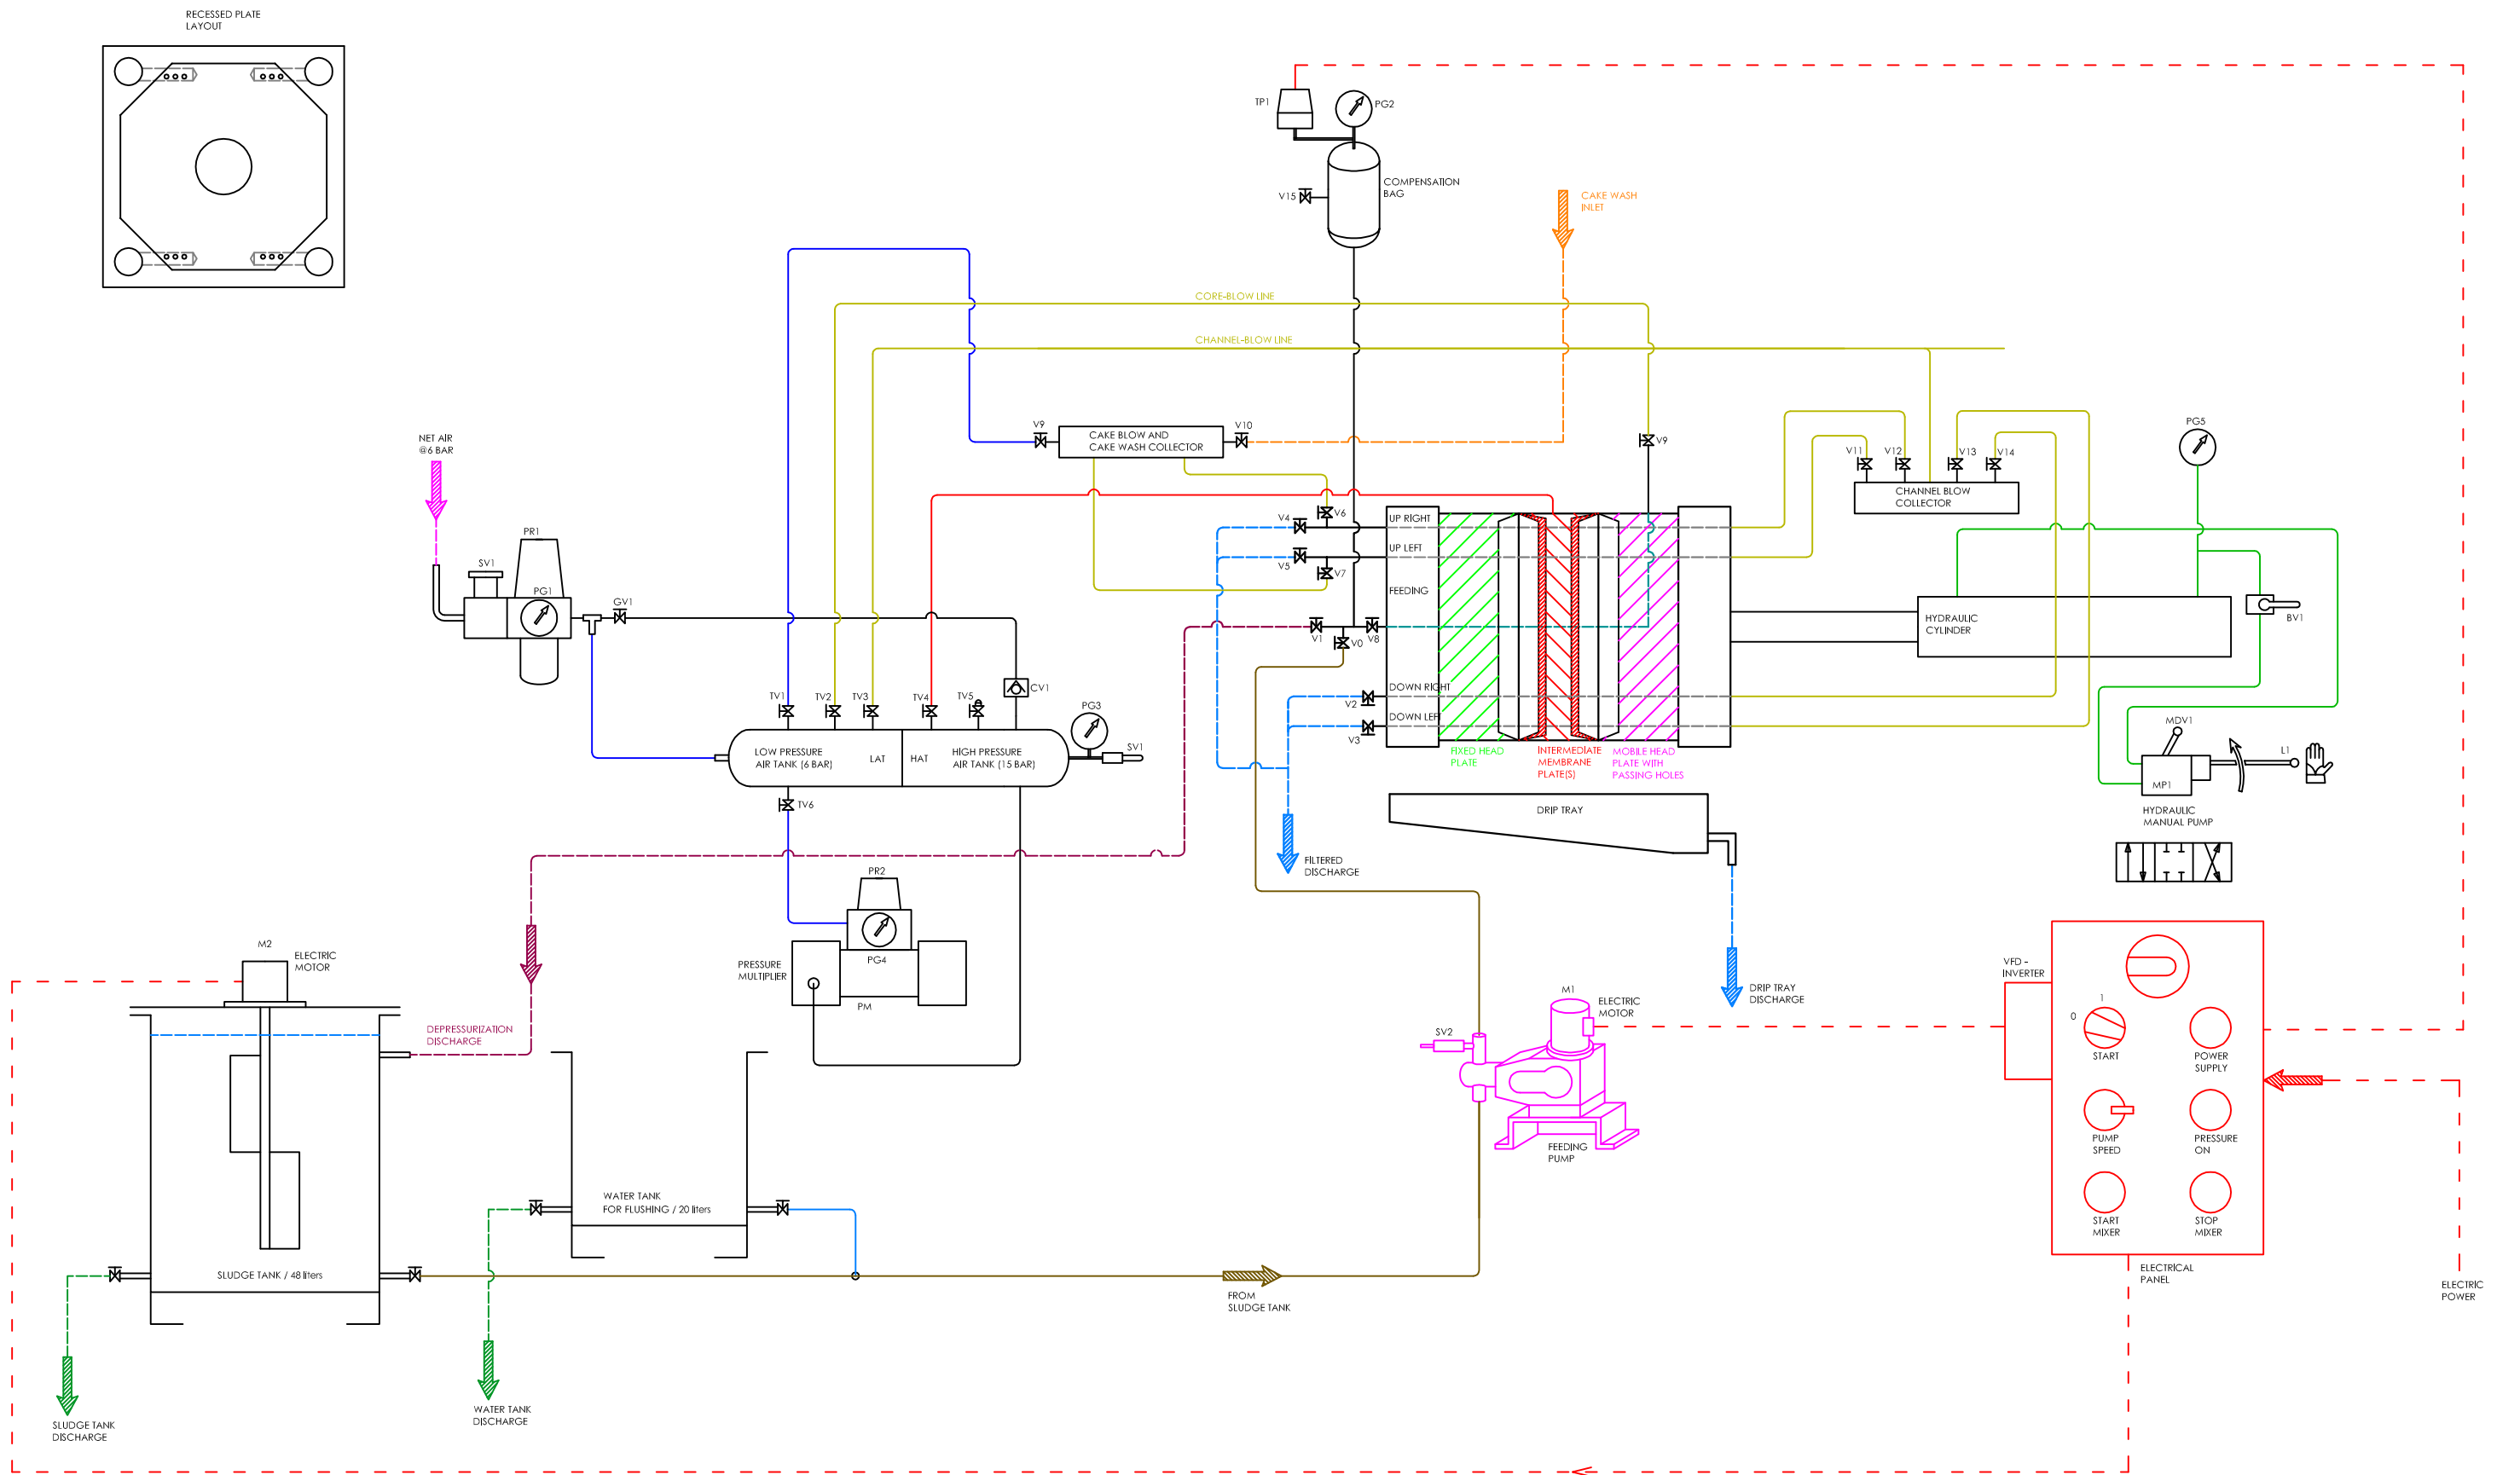 RECESSED PLATE
LAYOUT
TP1
PG2
COMPENSATION
BAG
V15
CAKE WASH
INLET
CORE-BLOW LINE
CHANNEL-BLOW LINE
NET AIR
@6 BAR
V9
CAKE BLOW AND
CAKE WASH COLLECTOR
V10
V9
V11
V12
V13
V14
CHANNEL BLOW
COLLECTOR
PG5
PR1
SV1
PG1
GV1
V4
V6
V5
V7
UP RIGHT
UP LEFT
FEEDING
V1
V0
V8
DOWN RIGHT
V2
DOWN LEFT
V3
HYDRAULIC
CYLINDER
BV1
TV1
TV2
TV3
TV4
TV5
CV1
PG3
SV1
LOW PRESSURE
AIR TANK (6 BAR)
LAT
HAT
HIGH PRESSURE
AIR TANK (15 BAR)
TV6
FIXED HEAD
PLATE
INTERMEDIATE
MEMBRANE
PLATE(S)
MOBILE HEAD
PLATE WITH
PASSING HOLES
MDV1
L1
MP1
HYDRAULIC
MANUAL PUMP
DRIP TRAY
FILTERED
DISCHARGE
PR2
PG4
PRESSURE
MULTIPLIER
PM
M2
ELECTRIC
MOTOR
DEPRESSURIZATION
DISCHARGE
DRIP TRAY
DISCHARGE
VFD -
INVERTER
M1
ELECTRIC
MOTOR
SV2
FEEDING
PUMP
1
0
START
POWER
SUPPLY
PUMP
SPEED
PRESSURE
ON
START
MIXER
STOP
MIXER
ELECTRICAL
PANEL
ELECTRIC
POWER
WATER TANK
FOR FLUSHING / 20 liters
SLUDGE TANK / 48 liters
FROM
SLUDGE TANK
WATER TANK
DISCHARGE
SLUDGE TANK
DISCHARGE